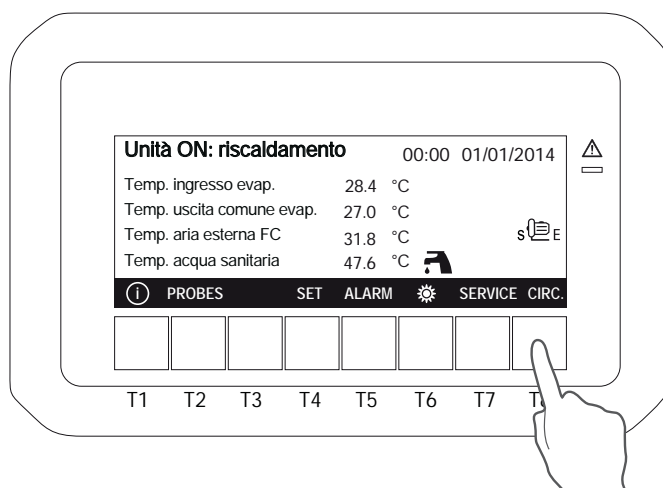 Unità ON: riscaldamento 00:00 01/01/2014
Temp. ingresso evap. 28.4 °C
Temp. uscita comune evap. 27.0 °C
Temp. aria esterna FC 31.8 °C S E
Temp. acqua sanitaria 47.6 °C
i PROBES SET ALARM SERVICE CIRC.
T1 T2 T3 T4 T5 T6 T7